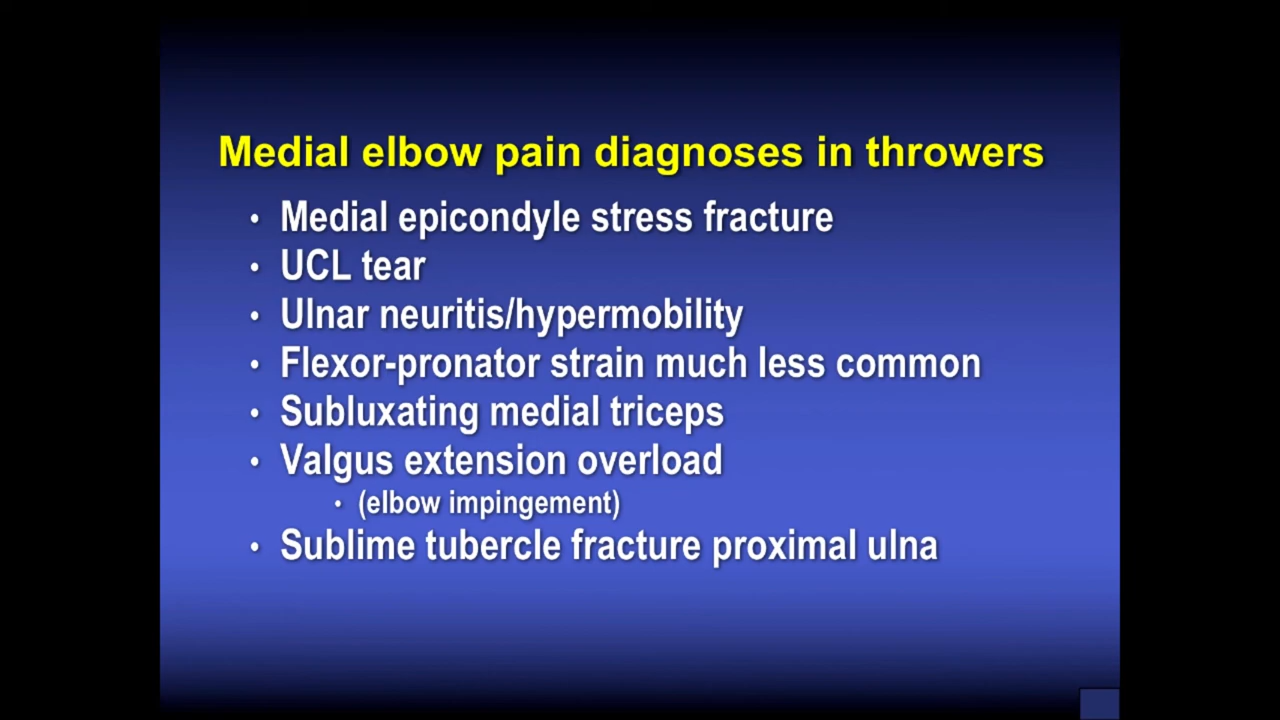 Medial elbow pain diagnoses in throwers
• Medial epicondyle stress fracture
• UCL tear
• Ulnar neuritis/hypermobility
• Flexor-pronator strain much less common
• Subluxating medial triceps
• Valgus extension overload
• (elbow impingement)
• Sublime tubercle fracture proximal ulna